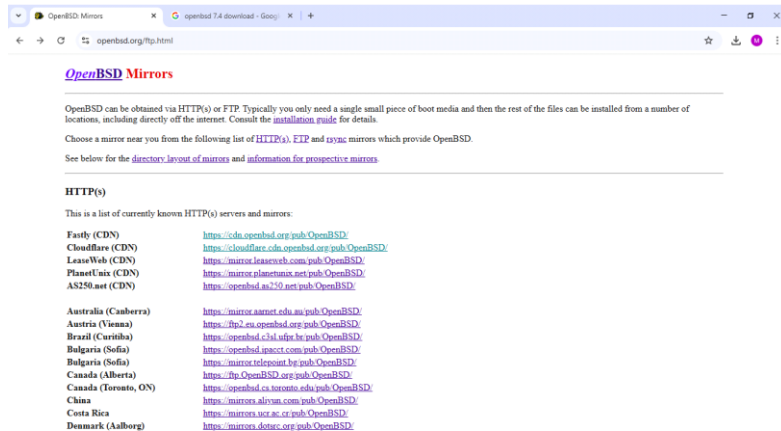 OpenBSD: Mirrors
openbsd 7.4 download - Goog
openbsd.org/ftp.html
M
OpenBSD Mirrors
OpenBSD can be obtained via HTTP(s) or FTP. Typically you only need a single small piece of boot media and then the rest of the files can be installed from a number of
locations, including directly off the internet. Consult the installation guide for details.
Choose a mirror near you from the following list of HTTP(s), FTP and rsync mirrors which provide OpenBSD.
See below for the directory layout of mirrors and information for prospective mirrors.
HTTP(s)
This is a list of currently known HTTP(s) servers and mirrors:
Fastly (CDN) https://cdn.openbsd.org/pub/OpenBSD/
Cloudflare (CDN) https://cloudflare.cdn.openbsd.org/pub/OpenBSD/
LeaseWeb (CDN) https://mirror.leaseweb.com/pub/OpenBSD/
PlanetUnix (CDN) https://mirror.planetunix.net/pub/OpenBSD/
AS250.net (CDN) https://openbsd.as250.net/pub/OpenBSD/
Australia (Canberra) https://mirror.aarnet.edu.au/pub/OpenBSD/
Austria (Vienna) https://ftp2.eu.openbsd.org/pub/OpenBSD/
Brazil (Curitiba) https://openbsd.c3sl.ufpr.br/pub/OpenBSD/
Bulgaria (Sofia) https://openbsd.ipacct.com/pub/OpenBSD/
Bulgaria (Sofia) https://mirror.telepoint.bg/pub/OpenBSD/
Canada (Alberta) https://ftp.OpenBSD.org/pub/OpenBSD/
Canada (Toronto, ON) https://openbsd.cs.toronto.edu/pub/OpenBSD/
China https://mirrors.aliyun.com/pub/OpenBSD/
Costa Rica https://mirrors.ucr.ac.cr/pub/OpenBSD/
Denmark (Aalborg) https://mirrors.dotsrc.org/pub/OpenBSD/